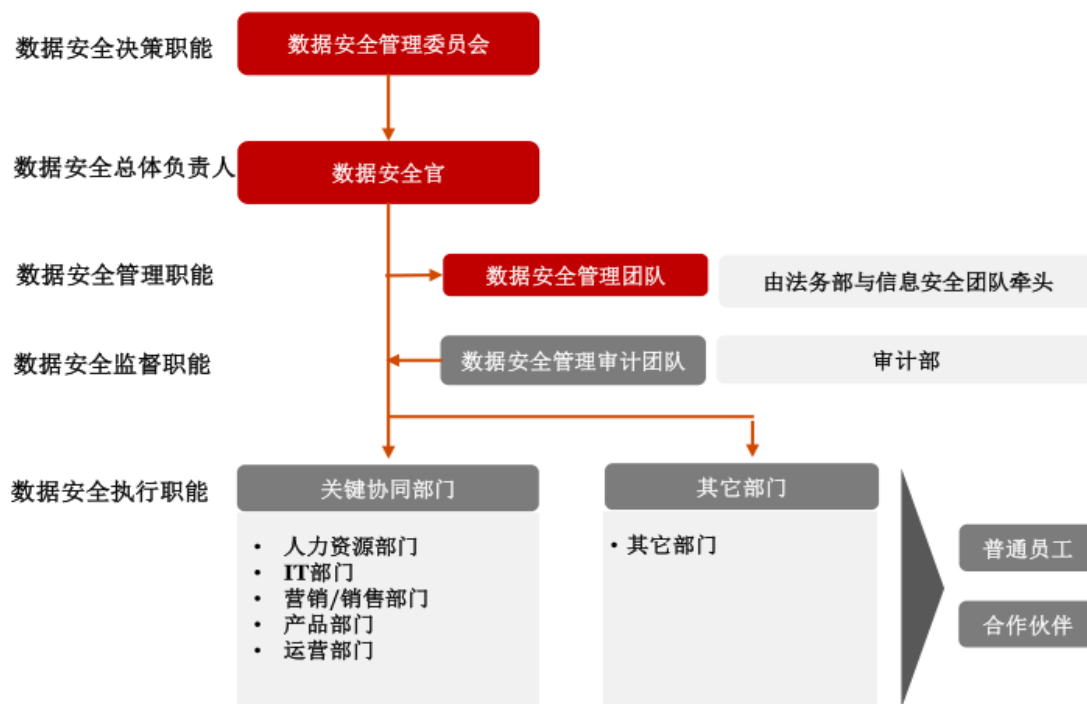 数据安全决策职能
数据安全管理委员会
数据安全总体负责人
数据安全官
数据安全管理职能
数据安全管理团队
由法务部与信息安全团队牵头
数据安全监督职能
数据安全管理审计团队
审计部
数据安全执行职能
关键协同部门
• 人力资源部门
• IT部门
• 营销/销售部门
• 产品部门
• 运营部门
其它部门
• 其它部门
普通员工
合作伙伴